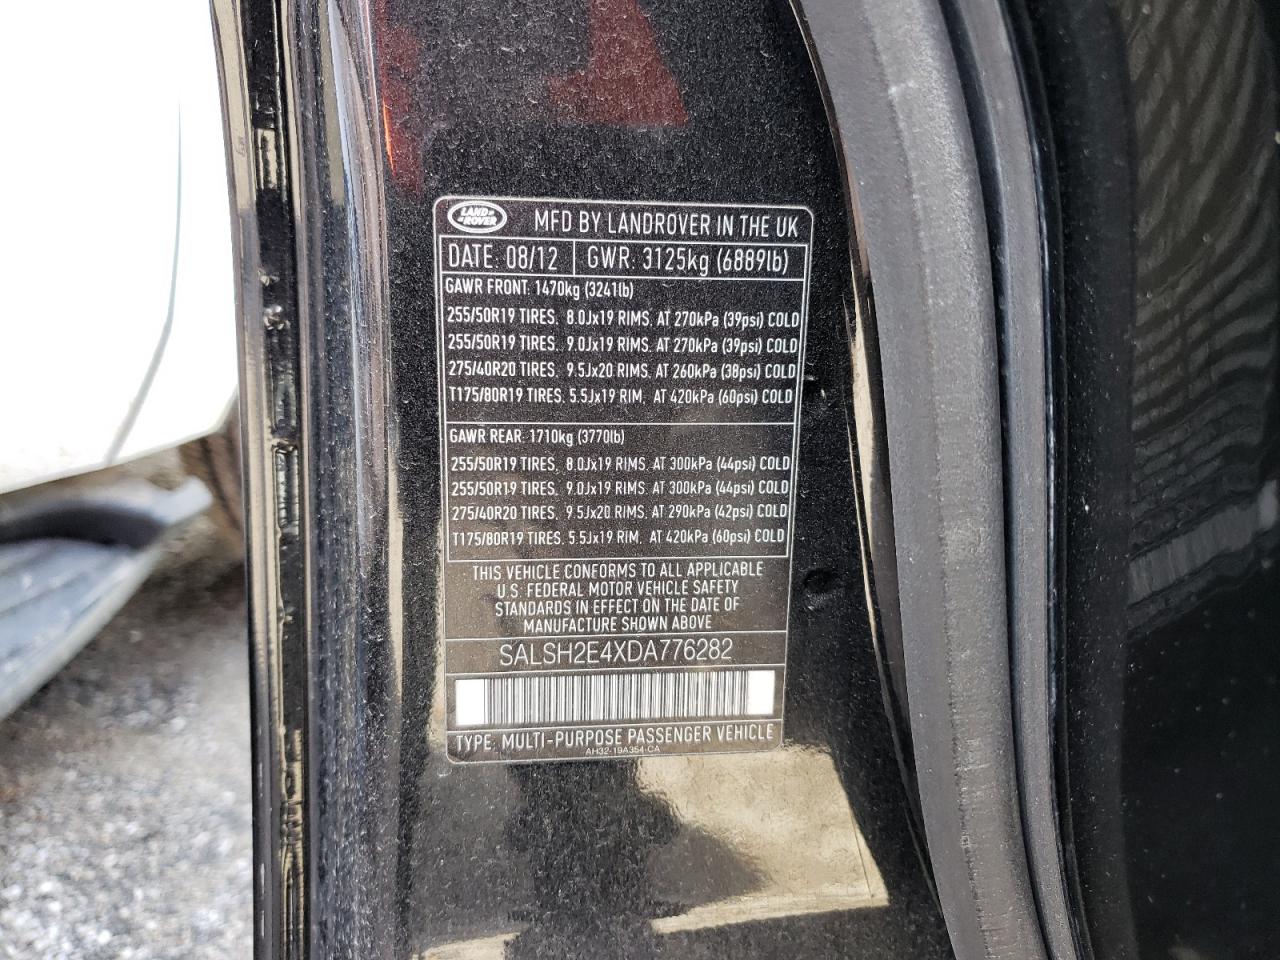 LAND ROVER
MFD BY LANDROVER IN THE UK
DATE: 08/12 GWR: 3125kg (6889lb)
GAWR FRONT: 1470kg (3241lb)
255/50R19 TIRES. 8.0Jx19 RIMS. AT 270kPa (39psi) COLD
255/50R19 TIRES. 9.0Jx19 RIMS. AT 270kPa (39psi) COLD
275/40R20 TIRES. 9.5Jx20 RIMS. AT 260kPa (38psi) COLD
T175/80R19 TIRES. 5.5Jx19 RIM. AT 420kPa (60psi) COLD
GAWR REAR: 1710kg (3770lb)
255/50R19 TIRES. 8.0Jx19 RIMS. AT 300kPa (44psi) COLD
255/50R19 TIRES. 9.0Jx19 RIMS. AT 300kPa (44psi) COLD
275/40R20 TIRES. 9.5Jx20 RIMS. AT 290kPa (42psi) COLD
T175/80R19 TIRES. 5.5Jx19 RIM. AT 420kPa (60psi) COLD
THIS VEHICLE CONFORMS TO ALL APPLICABLE
U.S. FEDERAL MOTOR VEHICLE SAFETY
STANDARDS IN EFFECT ON THE DATE OF
MANUFACTURE SHOWN ABOVE
SALSH2E4XDA776282
TYPE: MULTI-PURPOSE PASSENGER VEHICLE
AH32-19A354-CA